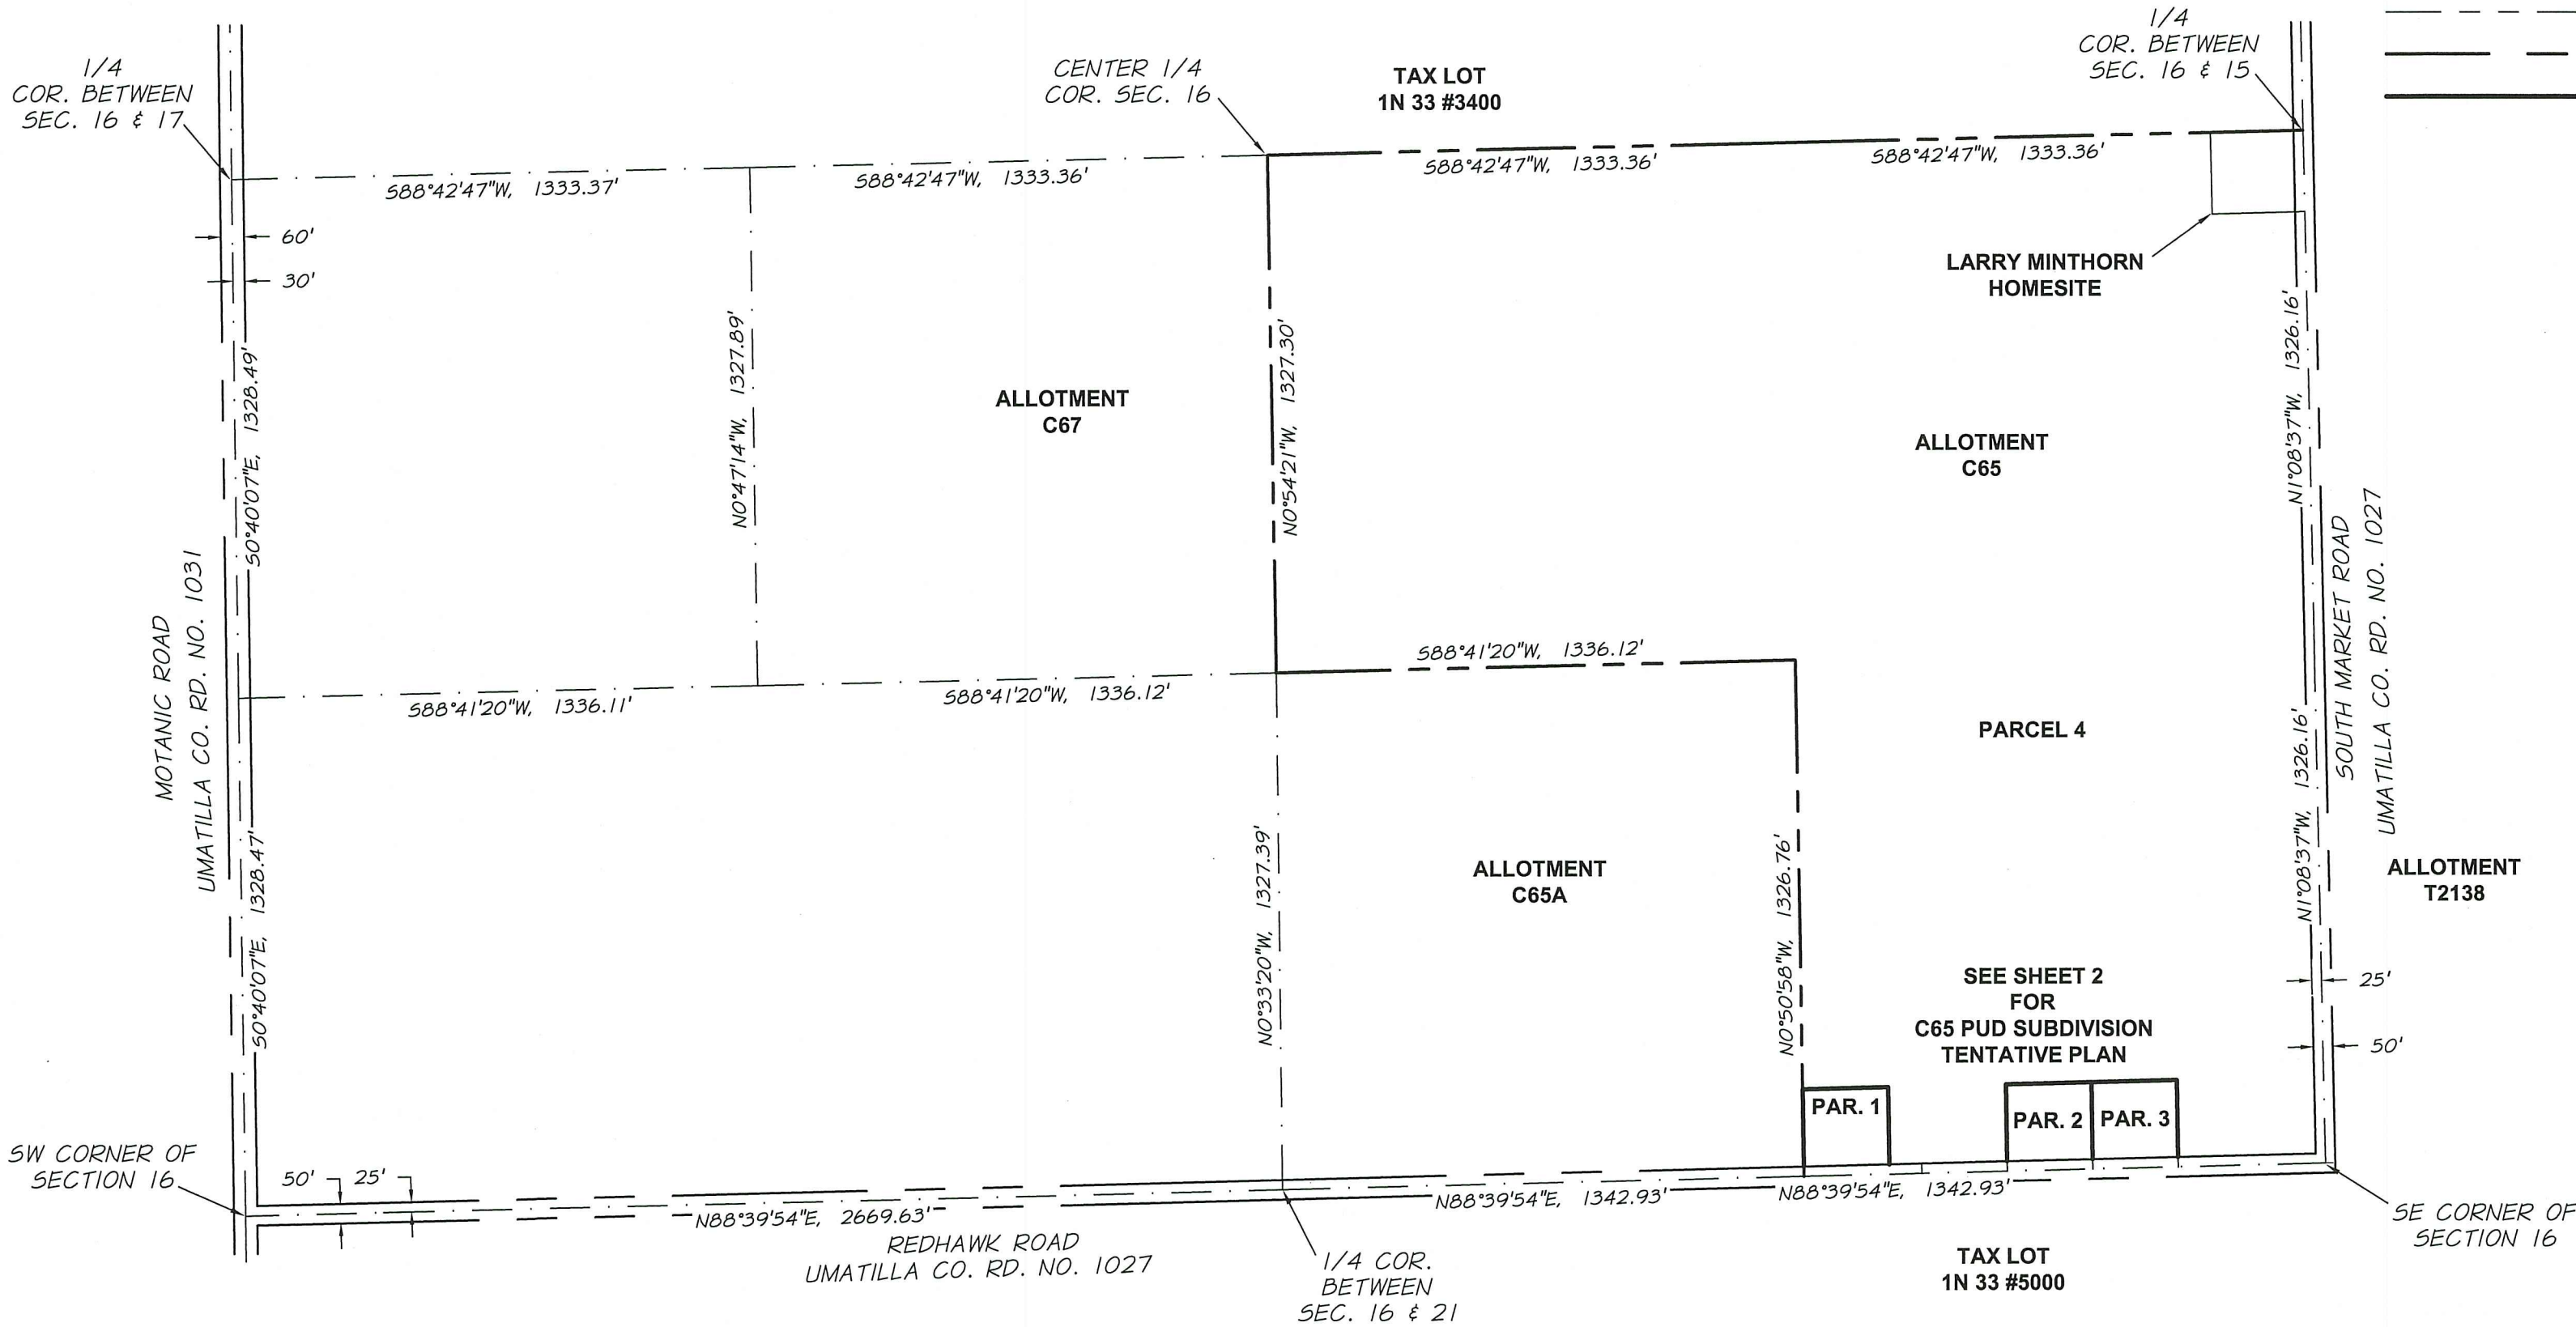 1/4
COR. BETWEEN
SEC. 16 & 17
CENTER 1/4
COR. SEC. 16
TAX LOT
1N 33 #3400
1/4
COR. BETWEEN
SEC. 16 & 15
S88°42'47"W, 1333.37'
S88°42'47"W, 1333.36'
S88°42'47"W, 1333.36'
S88°42'47"W, 1333.36'
60'
30'
LARRY MINTHORN
HOMESITE
S0°40'07"E, 1328.49'
N0°47'14"W, 1327.89'
ALLOTMENT
C67
N0°54'21"W, 1327.30'
ALLOTMENT
C65
N1°08'37"W, 1326.16'
MOTANIC ROAD
UMATILLA CO. RD. NO. 1031
SOUTH MARKET ROAD
UMATILLA CO. RD. NO. 1027
S88°41'20"W, 1336.11'
S88°41'20"W, 1336.12'
S88°41'20"W, 1336.12'
PARCEL 4
S0°40'07"E, 1328.47'
N0°33'20"W, 1327.39'
ALLOTMENT
C65A
N0°50'58"W, 1326.76'
N1°08'37"W, 1326.16'
ALLOTMENT
T2138
SEE SHEET 2
FOR
C65 PUD SUBDIVISION
TENTATIVE PLAN
25'
50'
PAR. 1
PAR. 2
PAR. 3
SW CORNER OF
SECTION 16
50'
25'
N88°39'54"E, 2669.63'
N88°39'54"E, 1342.93'
N88°39'54"E, 1342.93'
REDHAWK ROAD
UMATILLA CO. RD. NO. 1027
1/4 COR.
BETWEEN
SEC. 16 & 21
TAX LOT
1N 33 #5000
SE CORNER OF
SECTION 16